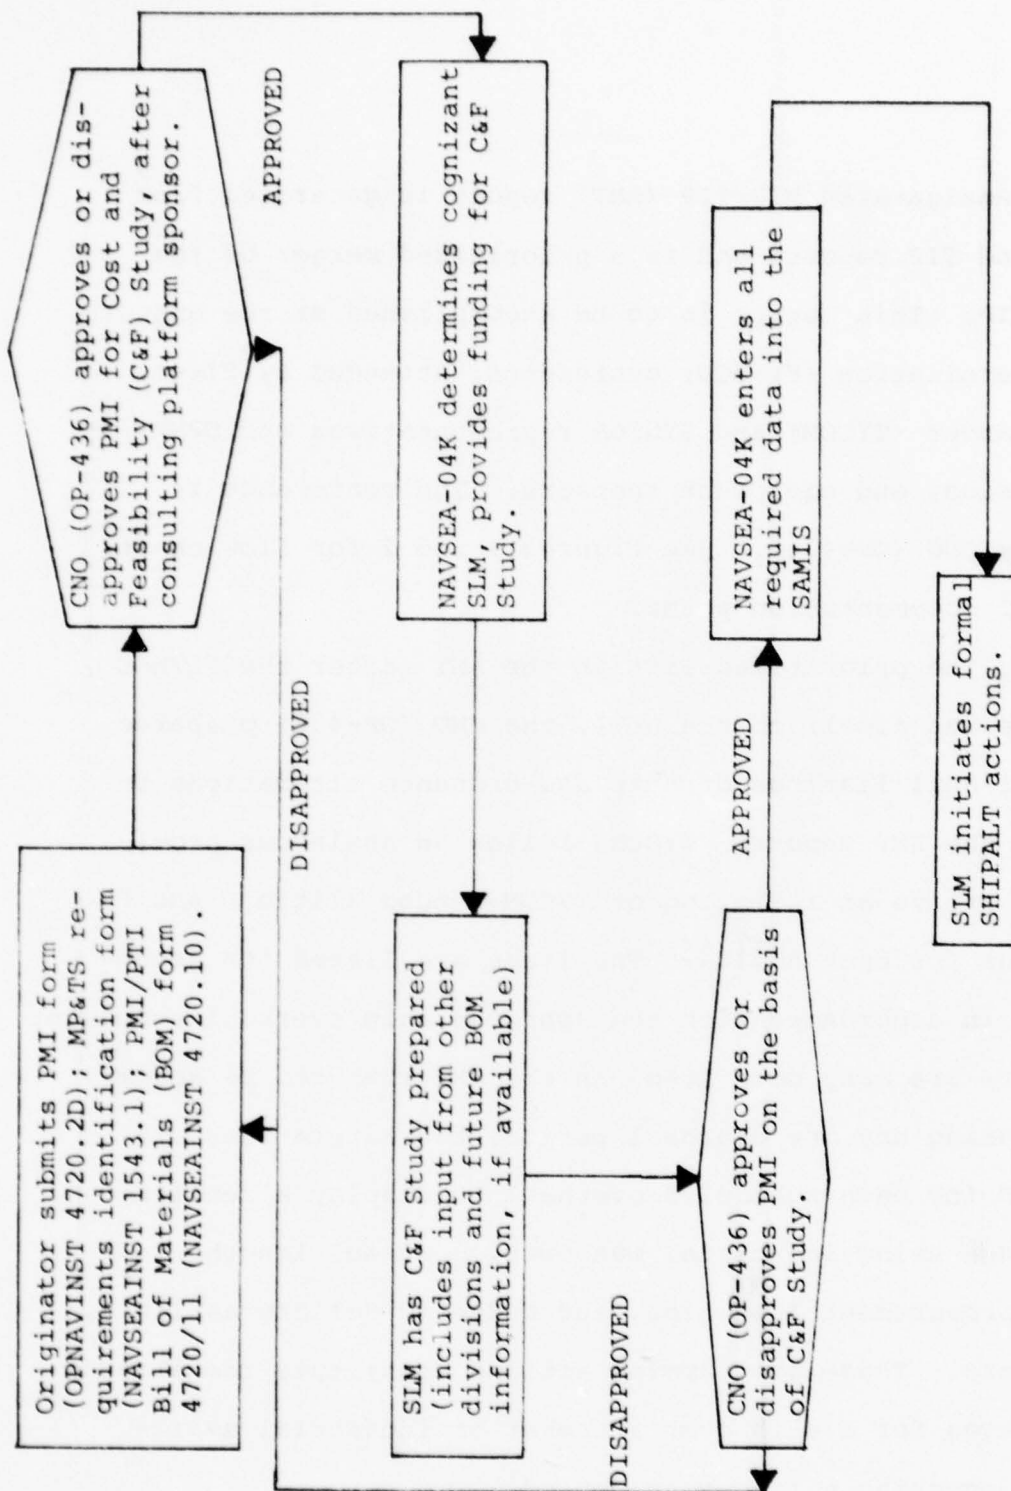 Originator submits PMI form
(OPNAVINST 4720.2D); MP&TS re-
quirements identification form
(NAVSEAINST 1543.1); PMI/PTI
Bill of Materials (BOM) form
4720/11 (NAVSEAINST 4720.10).
CNO (OP-436) approves or dis-
approves PMI for Cost and
Feasibility (C&F) Study, after
consulting platform sponsor.
APPROVED
DISAPPROVED
NAVSEA-04K deermines cognizant
SLM, provides funding for C&F
Study.
SLM has C&F Study prepared
(includes input from other
divisions and future BOM
information, if available)
DISAPPROVED
CNO (OP-436) approves or
disapproves PMI on the basis
of C&F Study.
APPROVED
NAVSEA-04K enters all
required data into the
SAMIS
SLM initiates formal
SHIPALT actions.